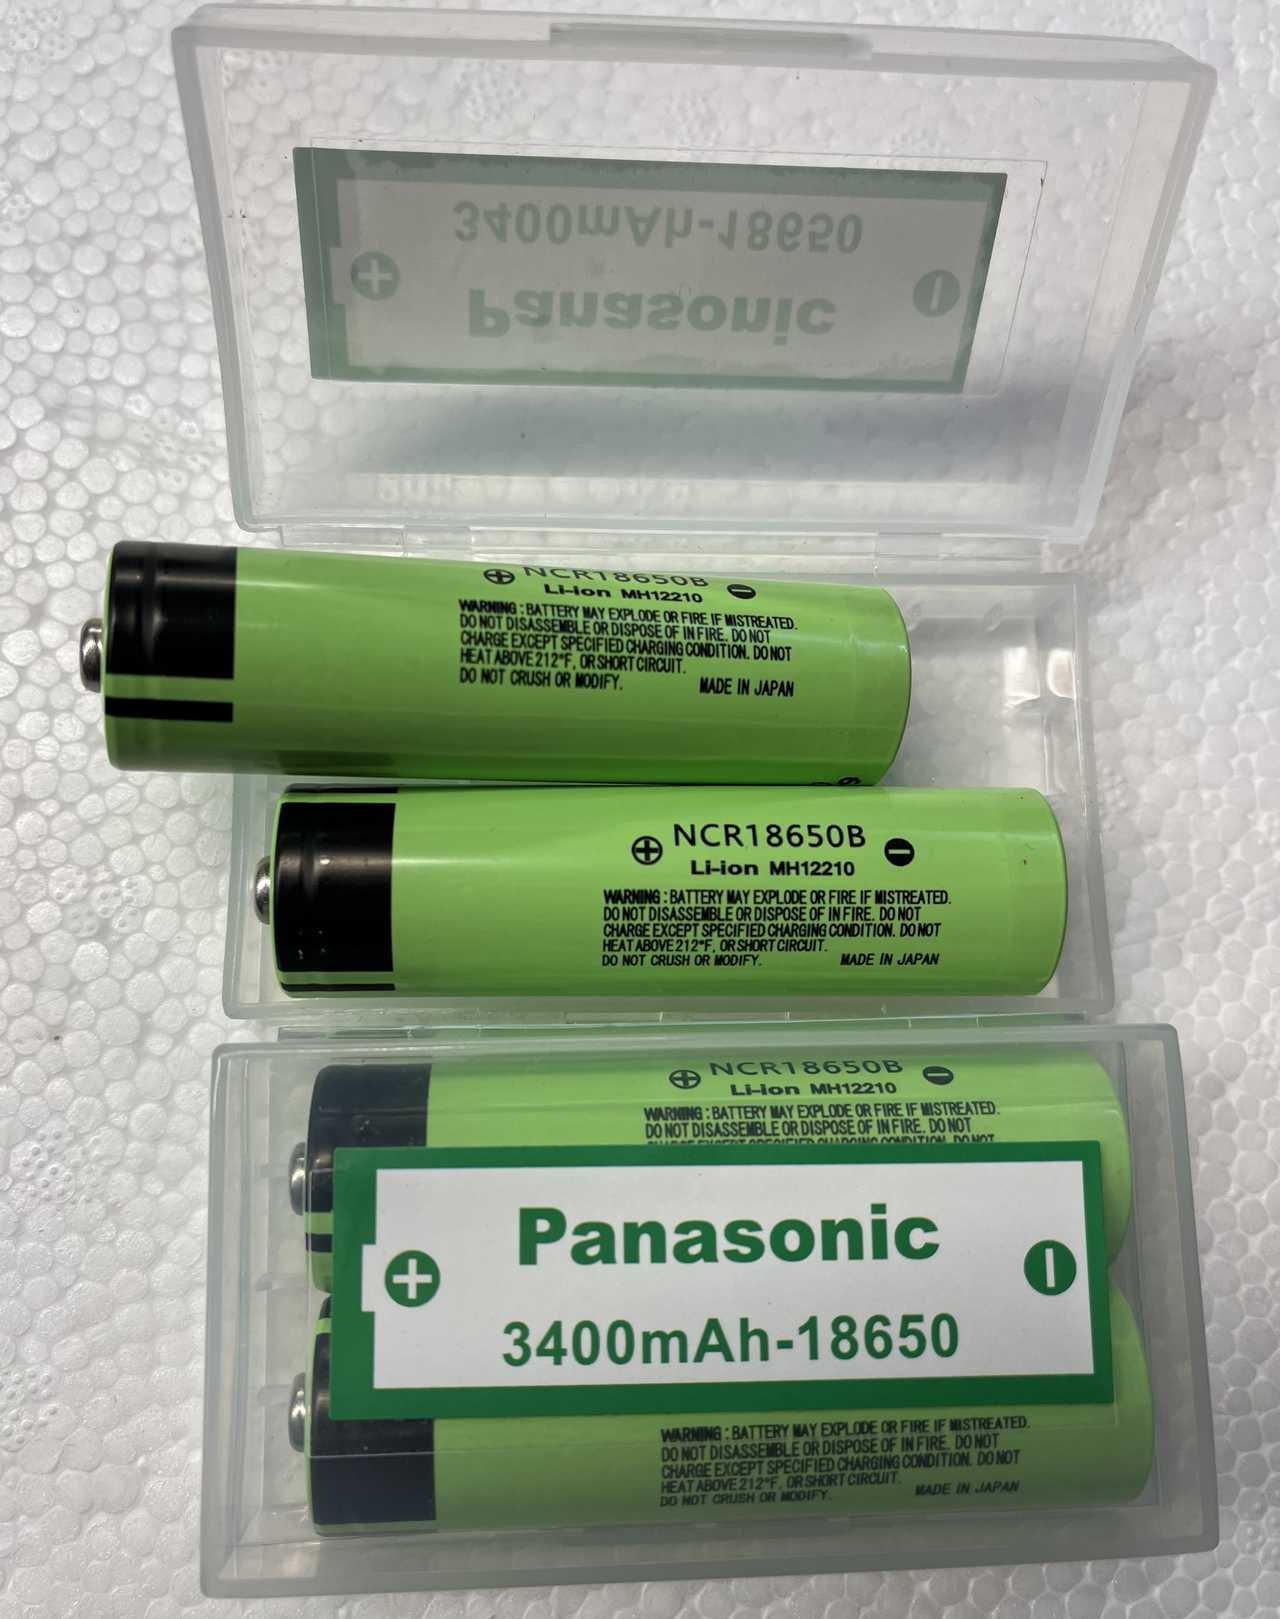 3400mAh-18650
Panasonic
NCR18650B
Li-ion MH12210
WARNING : BATTERY MAY EXPLODE OR FIRE IF MISTREATED.
DO NOT DISASSEMBLE OR DISPOSE OF IN FIRE. DO NOT
CHARGE EXCEPT SPECIFIED CHARGING CONDITION. DO NOT
HEAT ABOVE 212°F, OR SHORT CIRCUIT.
DO NOT CRUSH OR MODIFY. MADE IN JAPAN
NCR18650B
Li-ion MH12210
WARNING : BATTERY MAY EXPLODE OR FIRE IF MISTREATED.
DO NOT DISASSEMBLE OR DISPOSE OF IN FIRE. DO NOT
CHARGE EXCEPT SPECIFIED CHARGING CONDITION. DO NOT
HEAT ABOVE 212°F, OR SHORT CIRCUIT.
DO NOT CRUSH OR MODIFY. MADE IN JAPAN
NCR18650B
Li-ion MH12210
WARNING : BATTERY MAY EXPLODE OR FIRE IF MISTREATED.
DO NOT DISASSEMBLE OR DISPOSE OF IN FIRE. DO NOT
CHARGE EXCEPT SPECIFIED CHARGING CONDITION. DO NOT
Panasonic
3400mAh-18650
WARNING : BATTERY MAY EXPLODE OR FIRE IF MISTREATED.
DO NOT DISASSEMBLE OR DISPOSE OF IN FIRE. DO NOT
CHARGE EXCEPT SPECIFIED CHARGING CONDITION. DO NOT
HEAT ABOVE 212°F, OR SHORT CIRCUIT.
DO NOT CRUSH OR MODIFY. MADE IN JAPAN